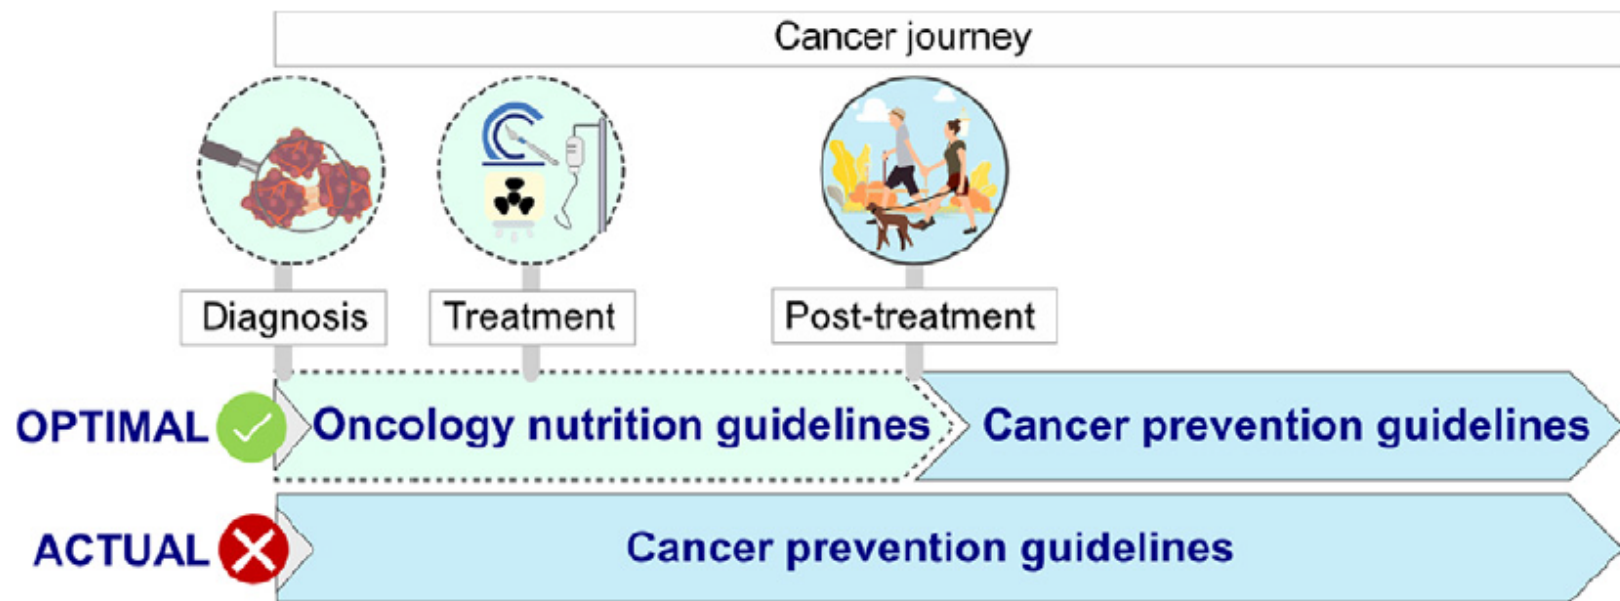 Cancer journey
Diagnosis
Treatment
Post-treatment
OPTIMAL
Oncology nutrition guidelines
Cancer prevention guidelines
ACTUAL
Cancer prevention guidelines